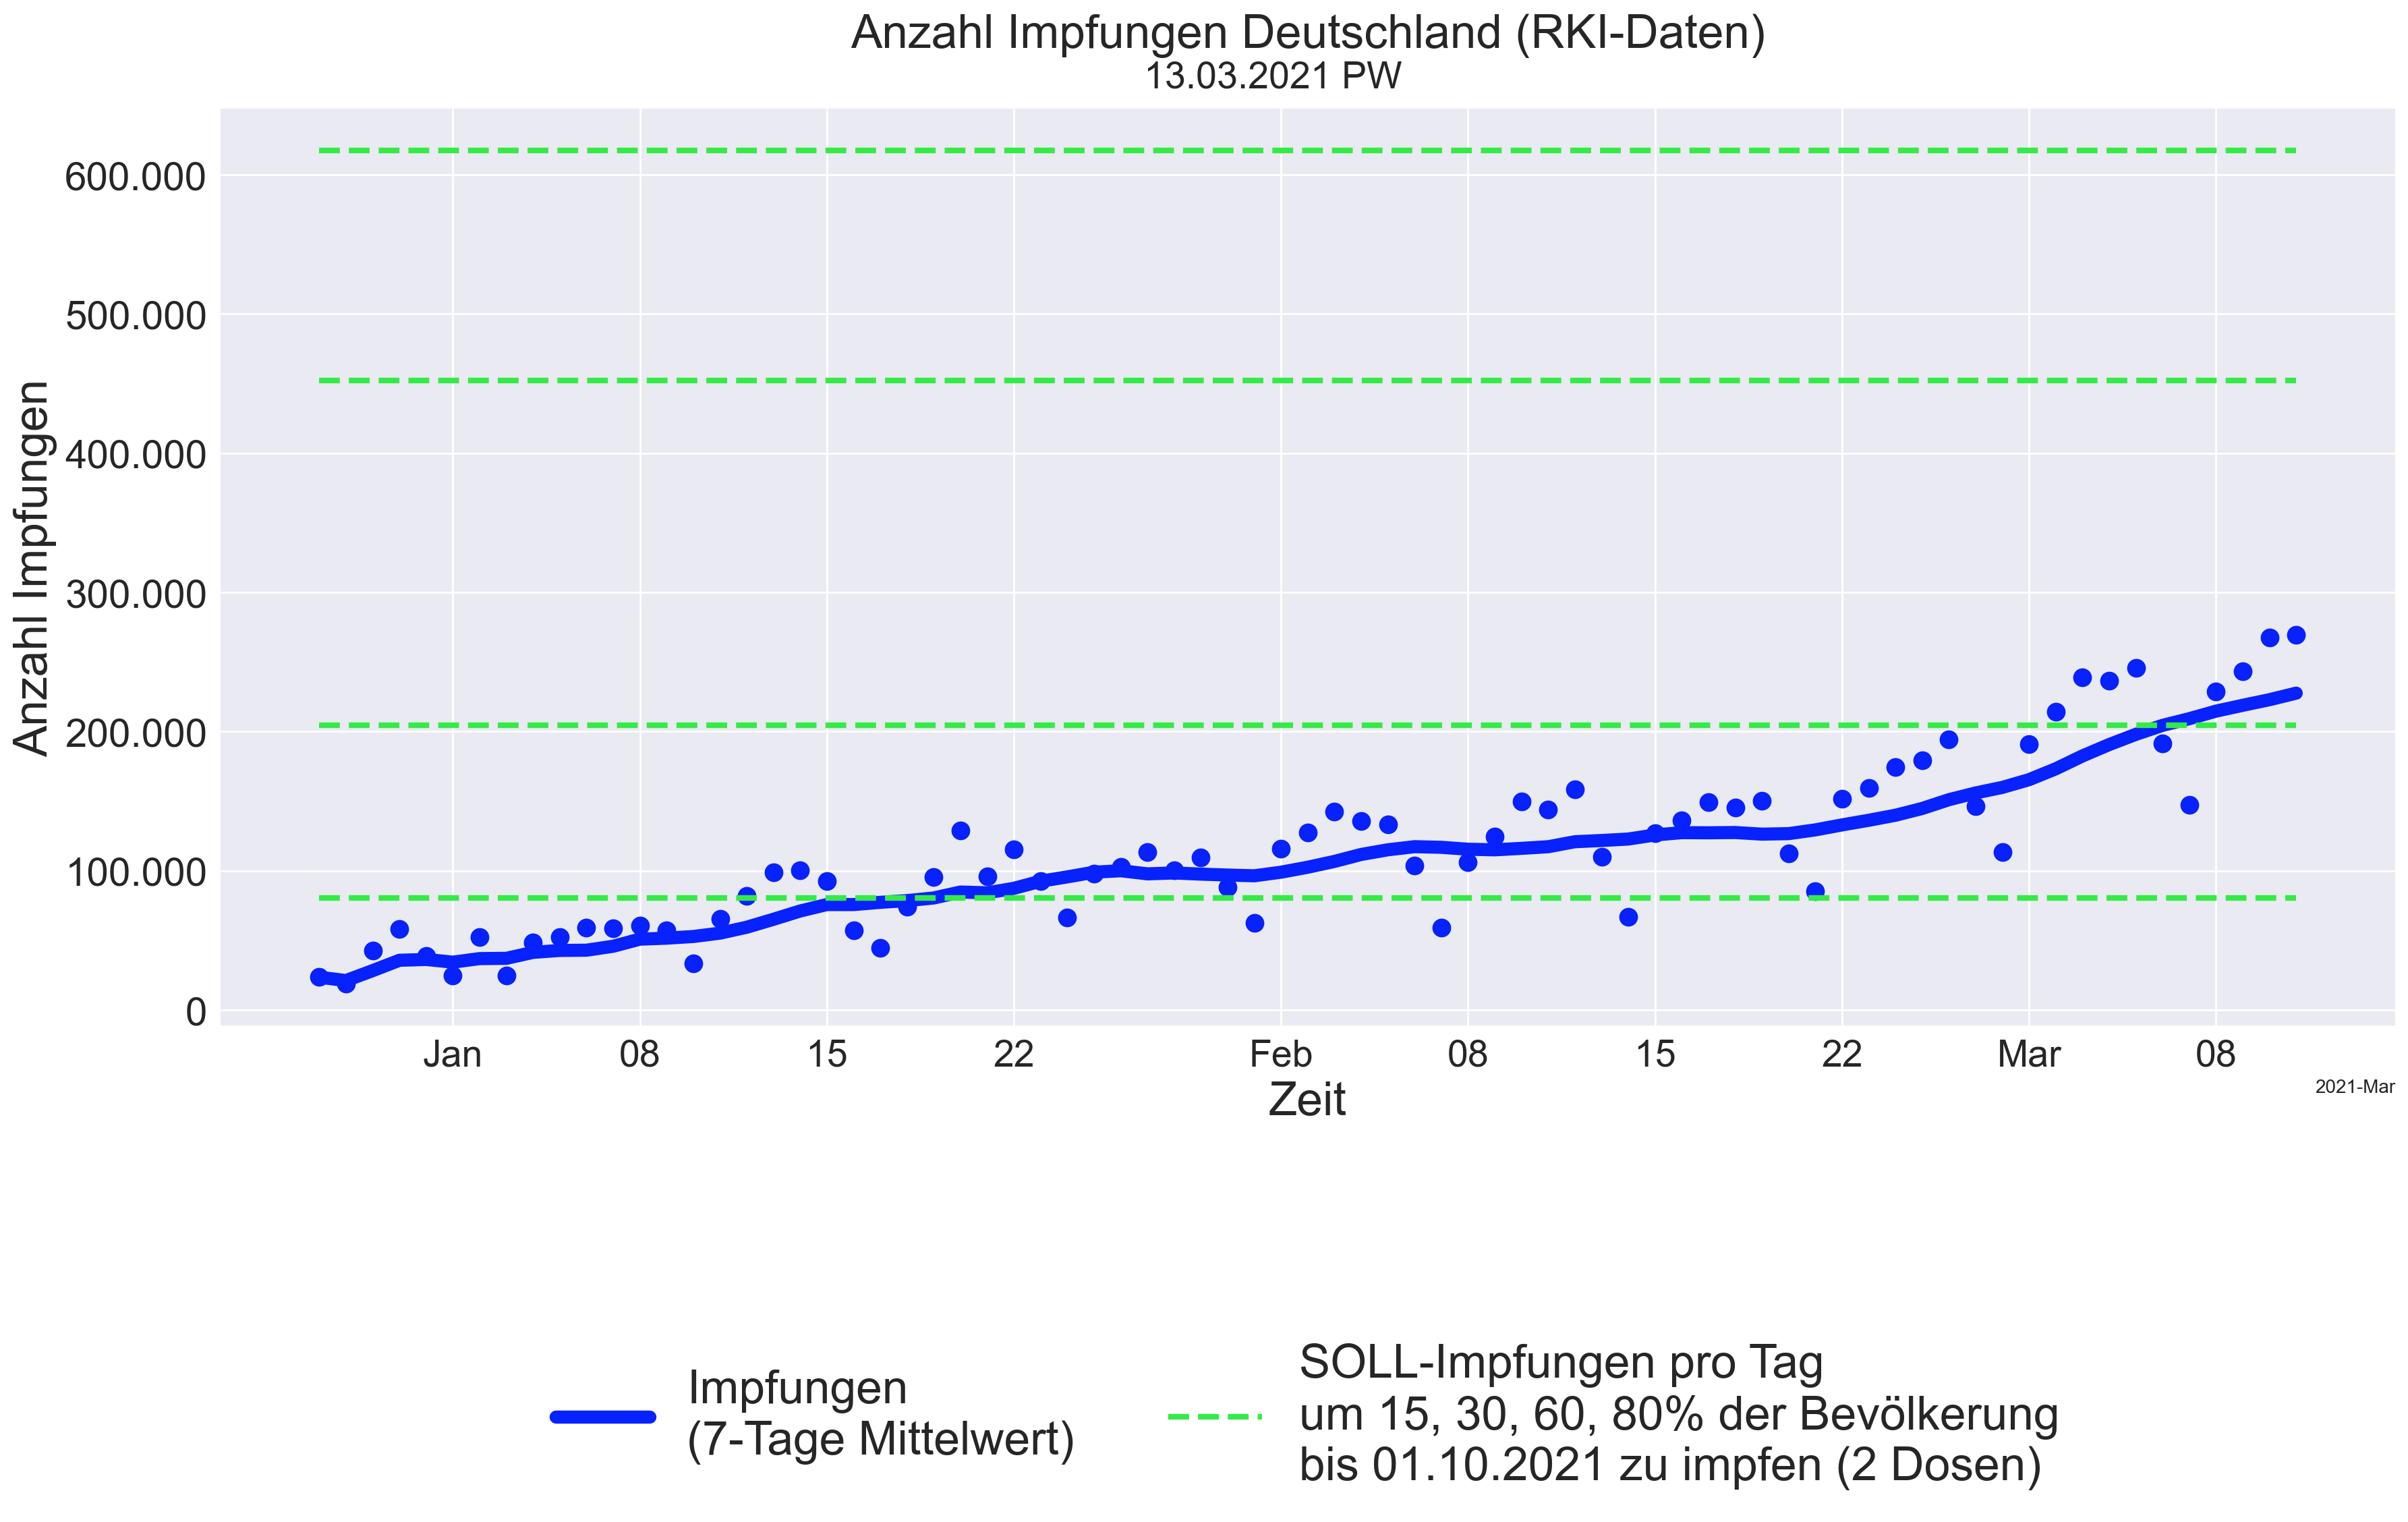 Anzahl Impfungen Deutschland (RKI-Daten)
13.03.2021 PW
Anzahl Impfungen
600.000
500.000
400.000
300.000
200.000
100.000
0
Jan 08 15 22 Feb 08 15 22 Mar 08
Zeit
2021-Mar
Impfungen
(7-Tage Mittelwert)
SOLL-Impfungen pro Tag
um 15, 30, 60, 80% der Bevölkerung
bis 01.10.2021 zu impfen (2 Dosen)